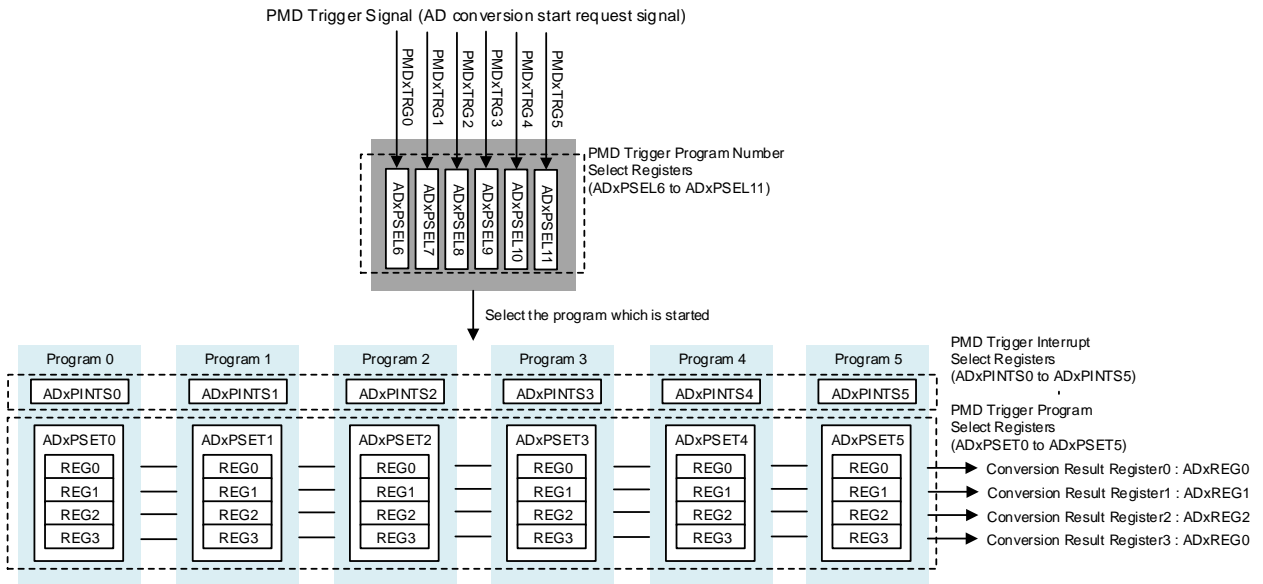 PMD Trigger Signal (AD conversion start request signal)
PMDxTRG0
PMDxTRG1
PMDxTRG2
PMDxTRG3
PMDxTRG4
PMDxTRG5
PMD Trigger Program Number
Select Registers
(ADxPSEL6 to ADxPSEL11)
ADxPSEL6
ADxPSEL7
ADxPSEL8
ADxPSEL9
ADxPSEL10
ADxPSEL11
Select the program which is started
Program 0
Program 1
Program 2
Program 3
Program 4
Program 5
PMD Trigger Interrupt
Select Registers
(ADxPINTS0 to ADxPINTS5)
ADxPINTS0
ADxPINTS1
ADxPINTS2
ADxPINTS3
ADxPINTS4
ADxPINTS5
PMD Trigger Program
Select Registers
(ADxPSET0 to ADxPSET5)
ADxPSET0
REG0
REG1
REG2
REG3
ADxPSET1
REG0
REG1
REG2
REG3
ADxPSET2
REG0
REG1
REG2
REG3
ADxPSET3
REG0
REG1
REG2
REG3
ADxPSET4
REG0
REG1
REG2
REG3
ADxPSET5
REG0
REG1
REG2
REG3
Conversion Result Register0 : ADxREG0
Conversion Result Register1 : ADxREG1
Conversion Result Register2 : ADxREG2
Conversion Result Register3 : ADxREG0